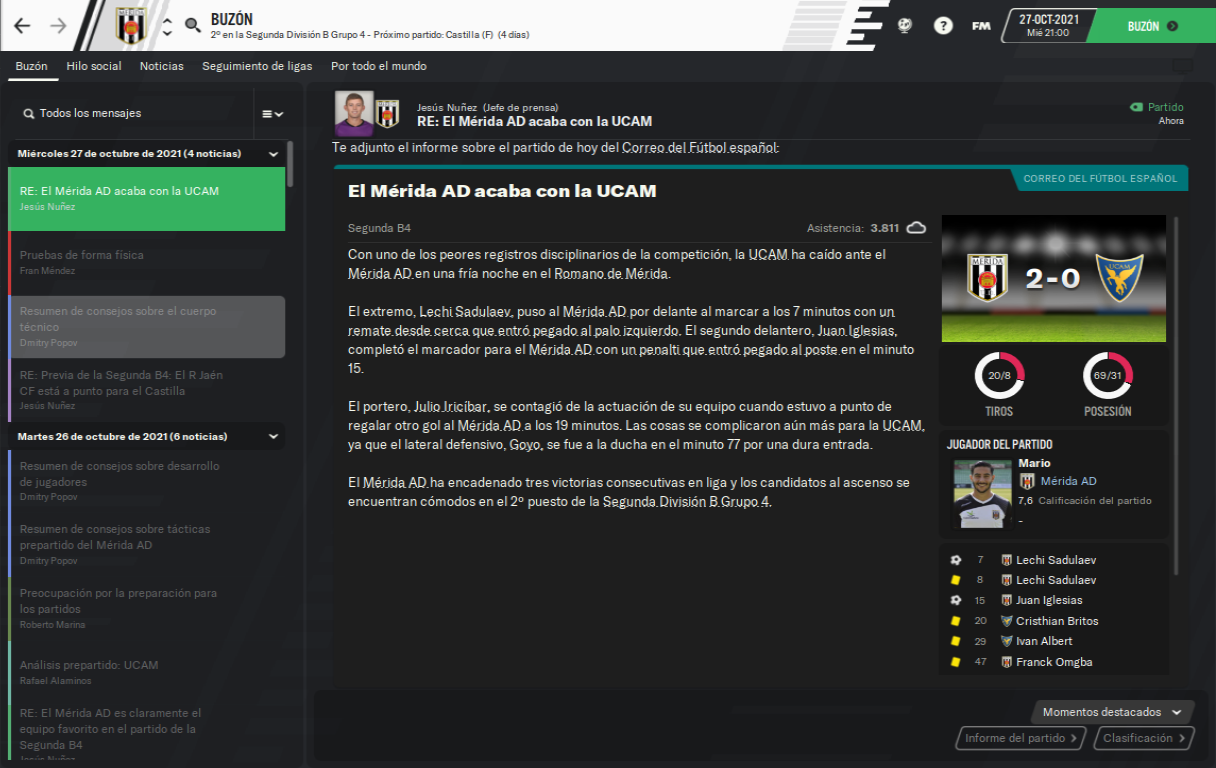 BUZÓN
2º en la Segunda División B Grupo 4 - Próximo partido: Castilla (F) (4 días)
FM
27-OCT-2021
Mié 21:00
BUZÓN
Buzón
Hilo social
Noticias
Seguimiento de ligas
Por todo el mundo
Todos los mensajes
Miércoles 27 de octubre de 2021 (4 noticias)
RE: El Mérida AD acaba con la UCAM
Jesús Nuñez
Pruebas de forma física
Fran Méndez
Resumen de consejos sobre el cuerpo
técnico
Dmitry Popov
RE: Previa de la Segunda B4: El R Jaén
CF está a punto para el Castilla
Jesús Nuñez
Martes 26 de octubre de 2021 (6 noticias)
Resumen de consejos sobre desarrollo
de jugadores
Dmitry Popov
Resumen de consejos sobre tácticas
prepartido del Mérida AD
Dmitry Popov
Preocupación por la preparación para
los partidos
Roberto Marina
Análisis prepartido: UCAM
Rafael Alaminos
RE: El Mérida AD es claramente el
equipo favorito en el partido de la
Segunda B4
Jesús Nuñez
Jesús Nuñez (Jefe de prensa)
RE: El Mérida AD acaba con la UCAM
Partido
Ahora
Te adjunto el informe sobre el partido de hoy del Correo del Fútbol español:
CORREO DEL FÚTBOL ESPAÑOL
El Mérida AD acaba con la UCAM
Segunda B4
Asistencia: 3.811
Con uno de los peores registros disciplinarios de la competición, la UCAM ha caído ante el
Mérida AD en una fría noche en el Romano de Mérida.
El extremo, Lechi Sadulaev, puso al Mérida AD por delante al marcar a los 7 minutos con un
remate desde cerca que entró pegado al palo izquierdo. El segundo delantero, Juan Iglesias,
completó el marcador para el Mérida AD con un penalti que entró pegado al poste en el minuto
15.
El portero, Julio Iricíbar, se contagió de la actuación de su equipo cuando estuvo a punto de
regalar otro gol al Mérida AD a los 19 minutos. Las cosas se complicaron aún más para la UCAM,
ya que el lateral defensivo, Goyo, se fue a la ducha en el minuto 77 por una dura entrada.
El Mérida AD ha encadenado tres victorias consecutivas en liga y los candidatos al ascenso se
encuentran cómodos en el 2º puesto de la Segunda División B Grupo 4.
MÉRIDA
2-0
UCAM
20/8
TIROS
69/31
POSESIÓN
JUGADOR DEL PARTIDO
Mario
Mérida AD
7,6 Calificación del partido
-
7 Lechi Sadulaev
8 Lechi Sadulaev
15 Juan Iglesias
20 Cristhian Britos
29 Ivan Albert
47 Franck Omgba
Momentos destacados
Informe del partido
Clasificación